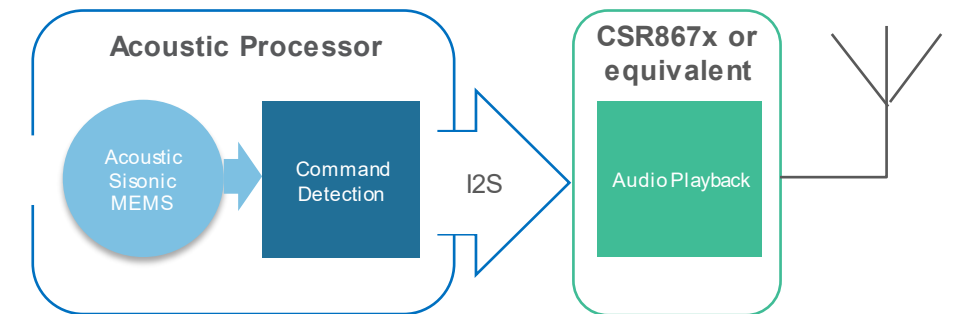 Acoustic Processor
Acoustic
Sisonic
MEMS
Command
Detection
I2S
CSR867x or
equivalent
Audio Playback